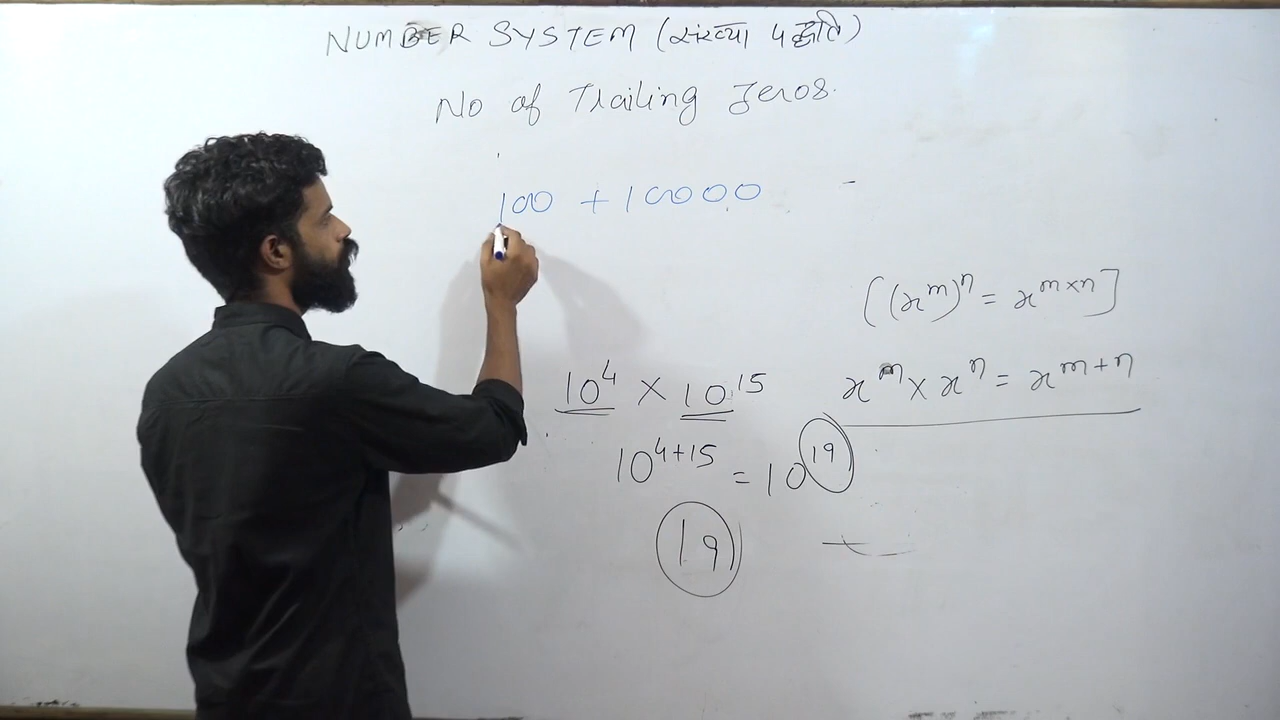 NUMBER SYSTEM (संख्या पद्धति)
No of Trailing Zeros.
100 + 10000
[(x^m)^n = x^{m×n}]
10^4 × 10^15
x^m × x^n = x^{m+n}
10^{4+15} = 10^19
19